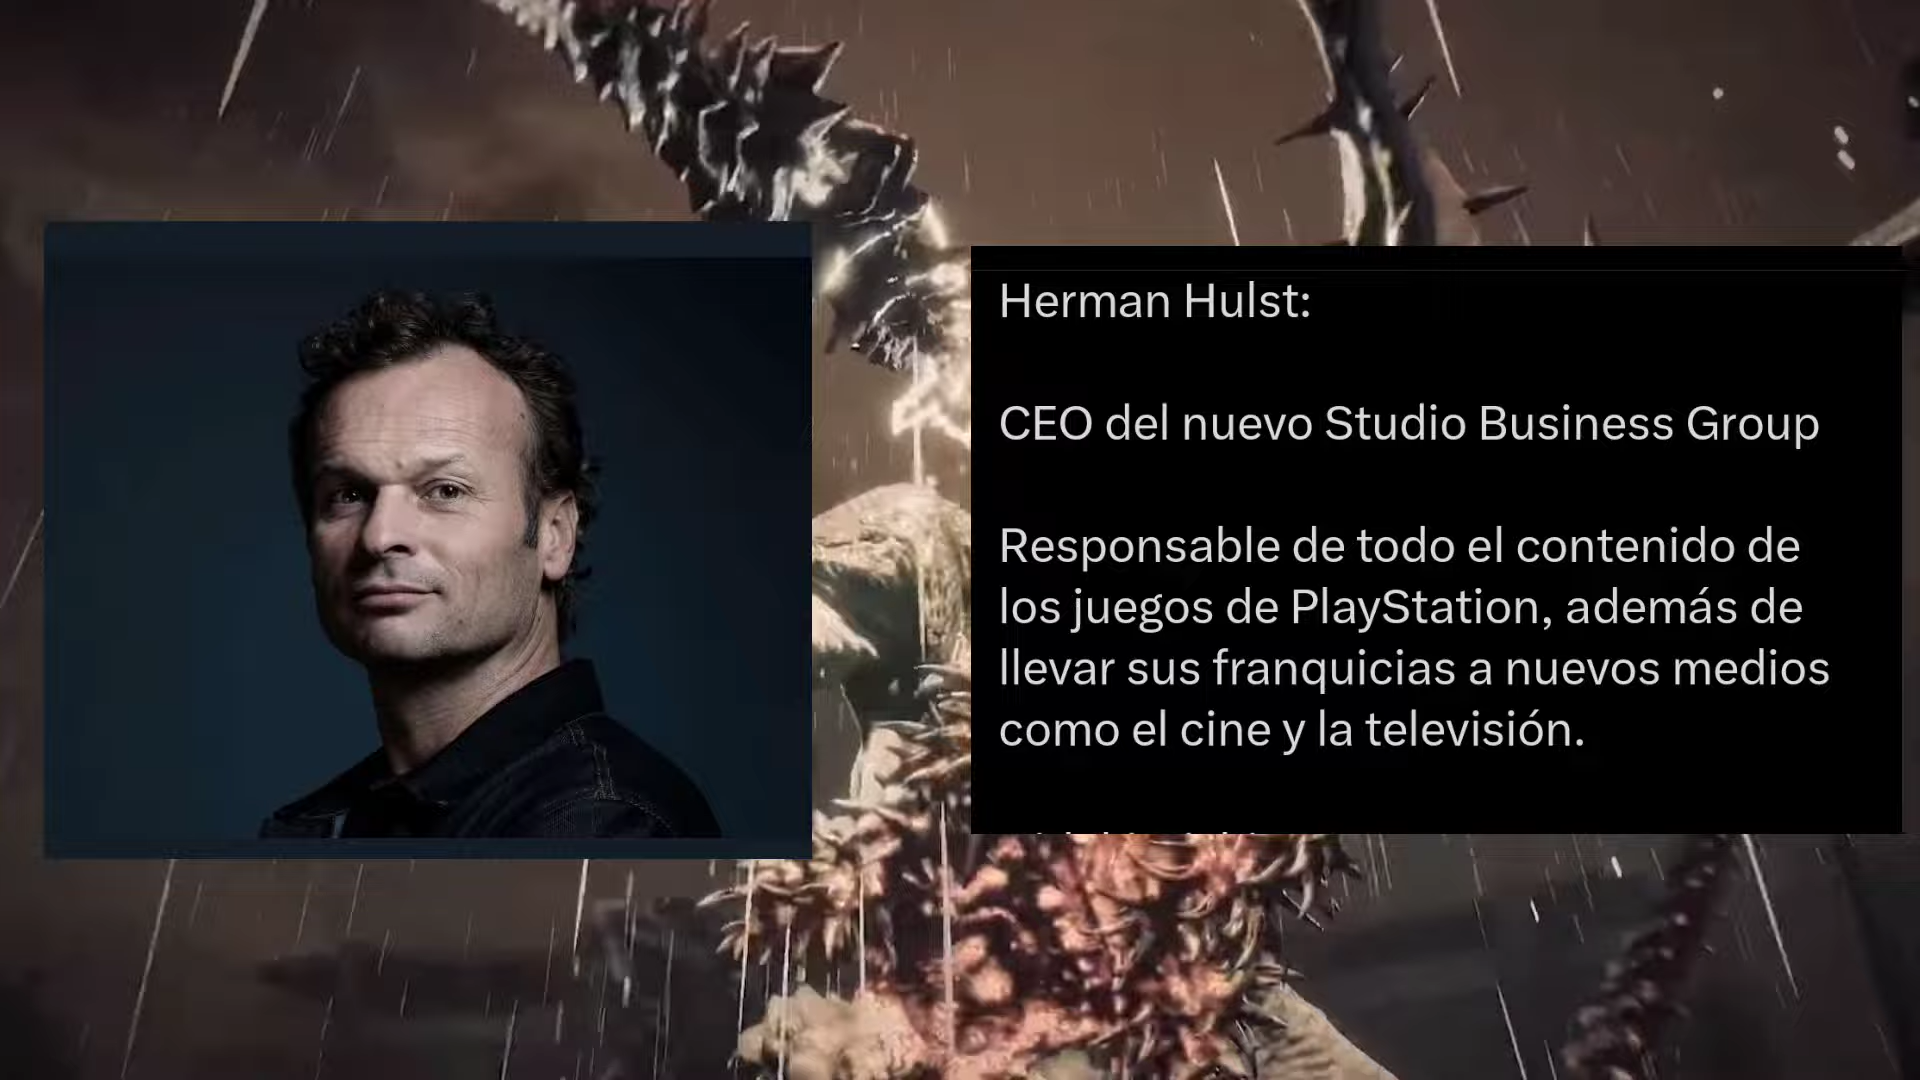 Herman Hulst:
CEO del nuevo Studio Business Group
Responsable de todo el contenido de
los juegos de PlayStation, además de
llevar sus franquicias a nuevos medios
como el cine y la televisión.